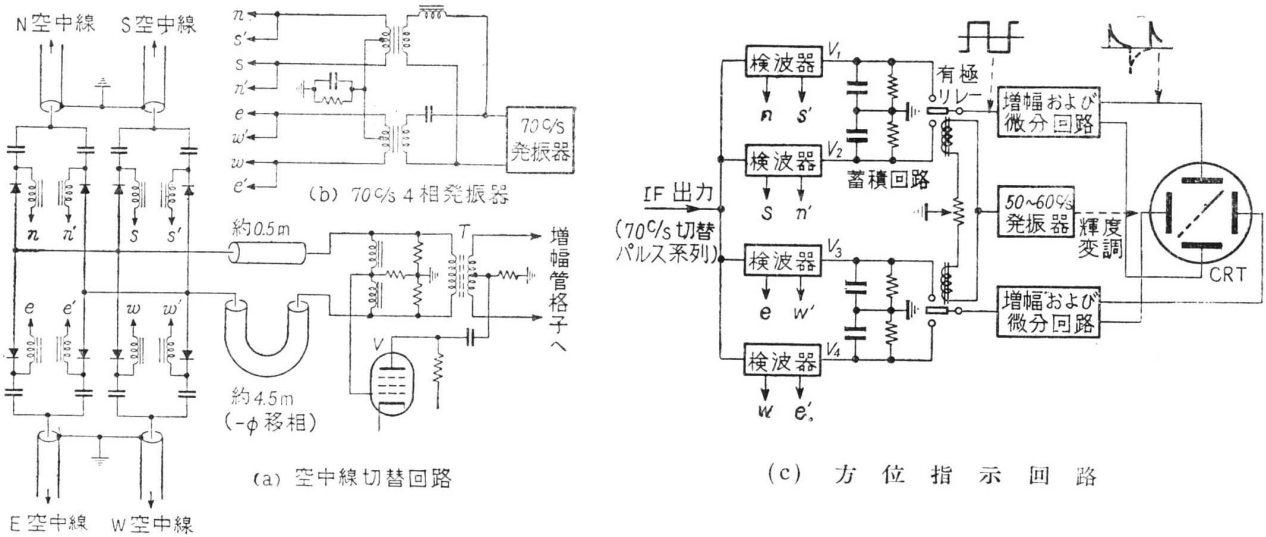 N空中線
S空中線
n
s'
s
n'
e
w'
w
e'
70c/s
発振器
(b) 70c/s 4相発振器
n
n'
s
s'
e
e'
w
w'
約0.5m
約4.5m
(-φ移相)
T
V
増幅管格子へ
E空中線
W空中線
(a) 空中線切替回路
IF出力
(70c/s切替
パルス系列)
検波器
V1
n
s'
検波器
V2
s
n'
検波器
V3
e
w'
検波器
V4
w
e'。
蓄積回路
有極
リレー
増幅および
微分回路
50~60c/s
発振器
輝度
変調
増幅および
微分回路
CRT
(c) 方位指示回路